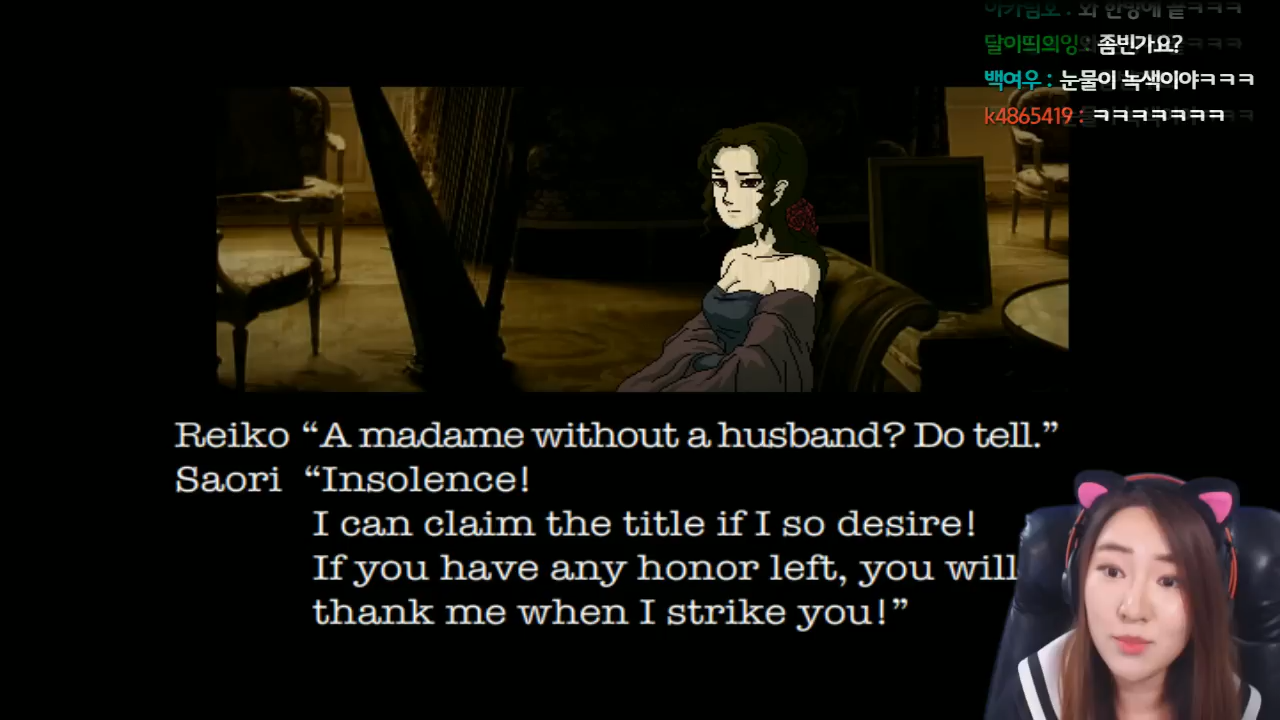 달이띄의잉 : 좀빈가요?
백여우 : 눈물이 녹색이야ㅋㅋㅋ
k4865419 : ㅋㅋㅋㅋㅋㅋㅋ
Reiko “A madame without a husband? Do tell.”
Saori “Insolence!
I can claim the title if I so desire!
If you have any honor left, you will
thank me when I strike you!”